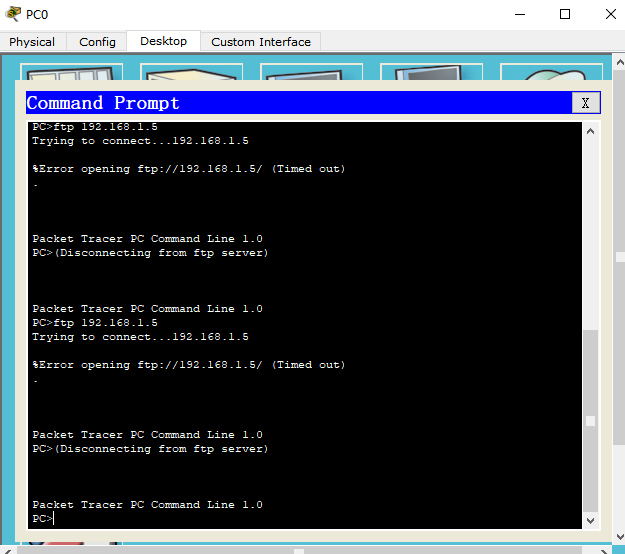 PC0
Physical
Config
Desktop
Custom Interface
Command Prompt
X
PC>ftp 192.168.1.5
Trying to connect...192.168.1.5
%Error opening ftp://192.168.1.5/ (Timed out)
.
Packet Tracer PC Command Line 1.0
PC>(Disconnecting from ftp server)
Packet Tracer PC Command Line 1.0
PC>ftp 192.168.1.5
Trying to connect...192.168.1.5
%Error opening ftp://192.168.1.5/ (Timed out)
.
Packet Tracer PC Command Line 1.0
PC>(Disconnecting from ftp server)
Packet Tracer PC Command Line 1.0
PC>